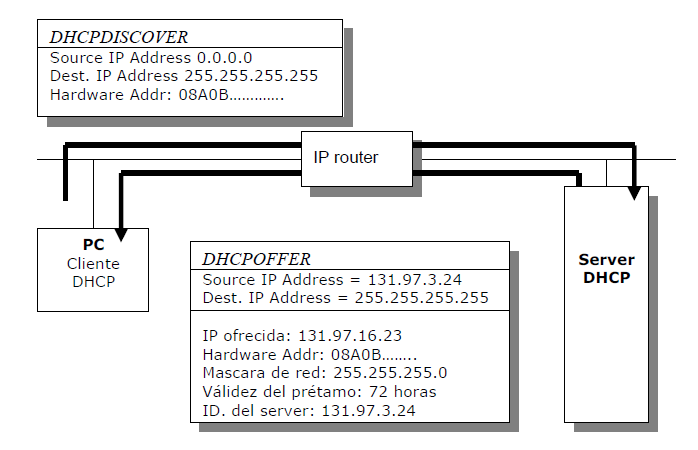 DHCPDISCOVER
Source IP Address 0.0.0.0
Dest. IP Address 255.255.255.255
Hardware Addr: 08A0B.............
IP router
PC
Cliente
DHCP
DHCPOFFER
Source IP Address = 131.97.3.24
Dest. IP Address = 255.255.255.255
IP ofrecida: 131.97.16.23
Hardware Addr: 08A0B........
Mascara de red: 255.255.255.0
Válidez del prétamo: 72 horas
ID. del server: 131.97.3.24
Server
DHCP